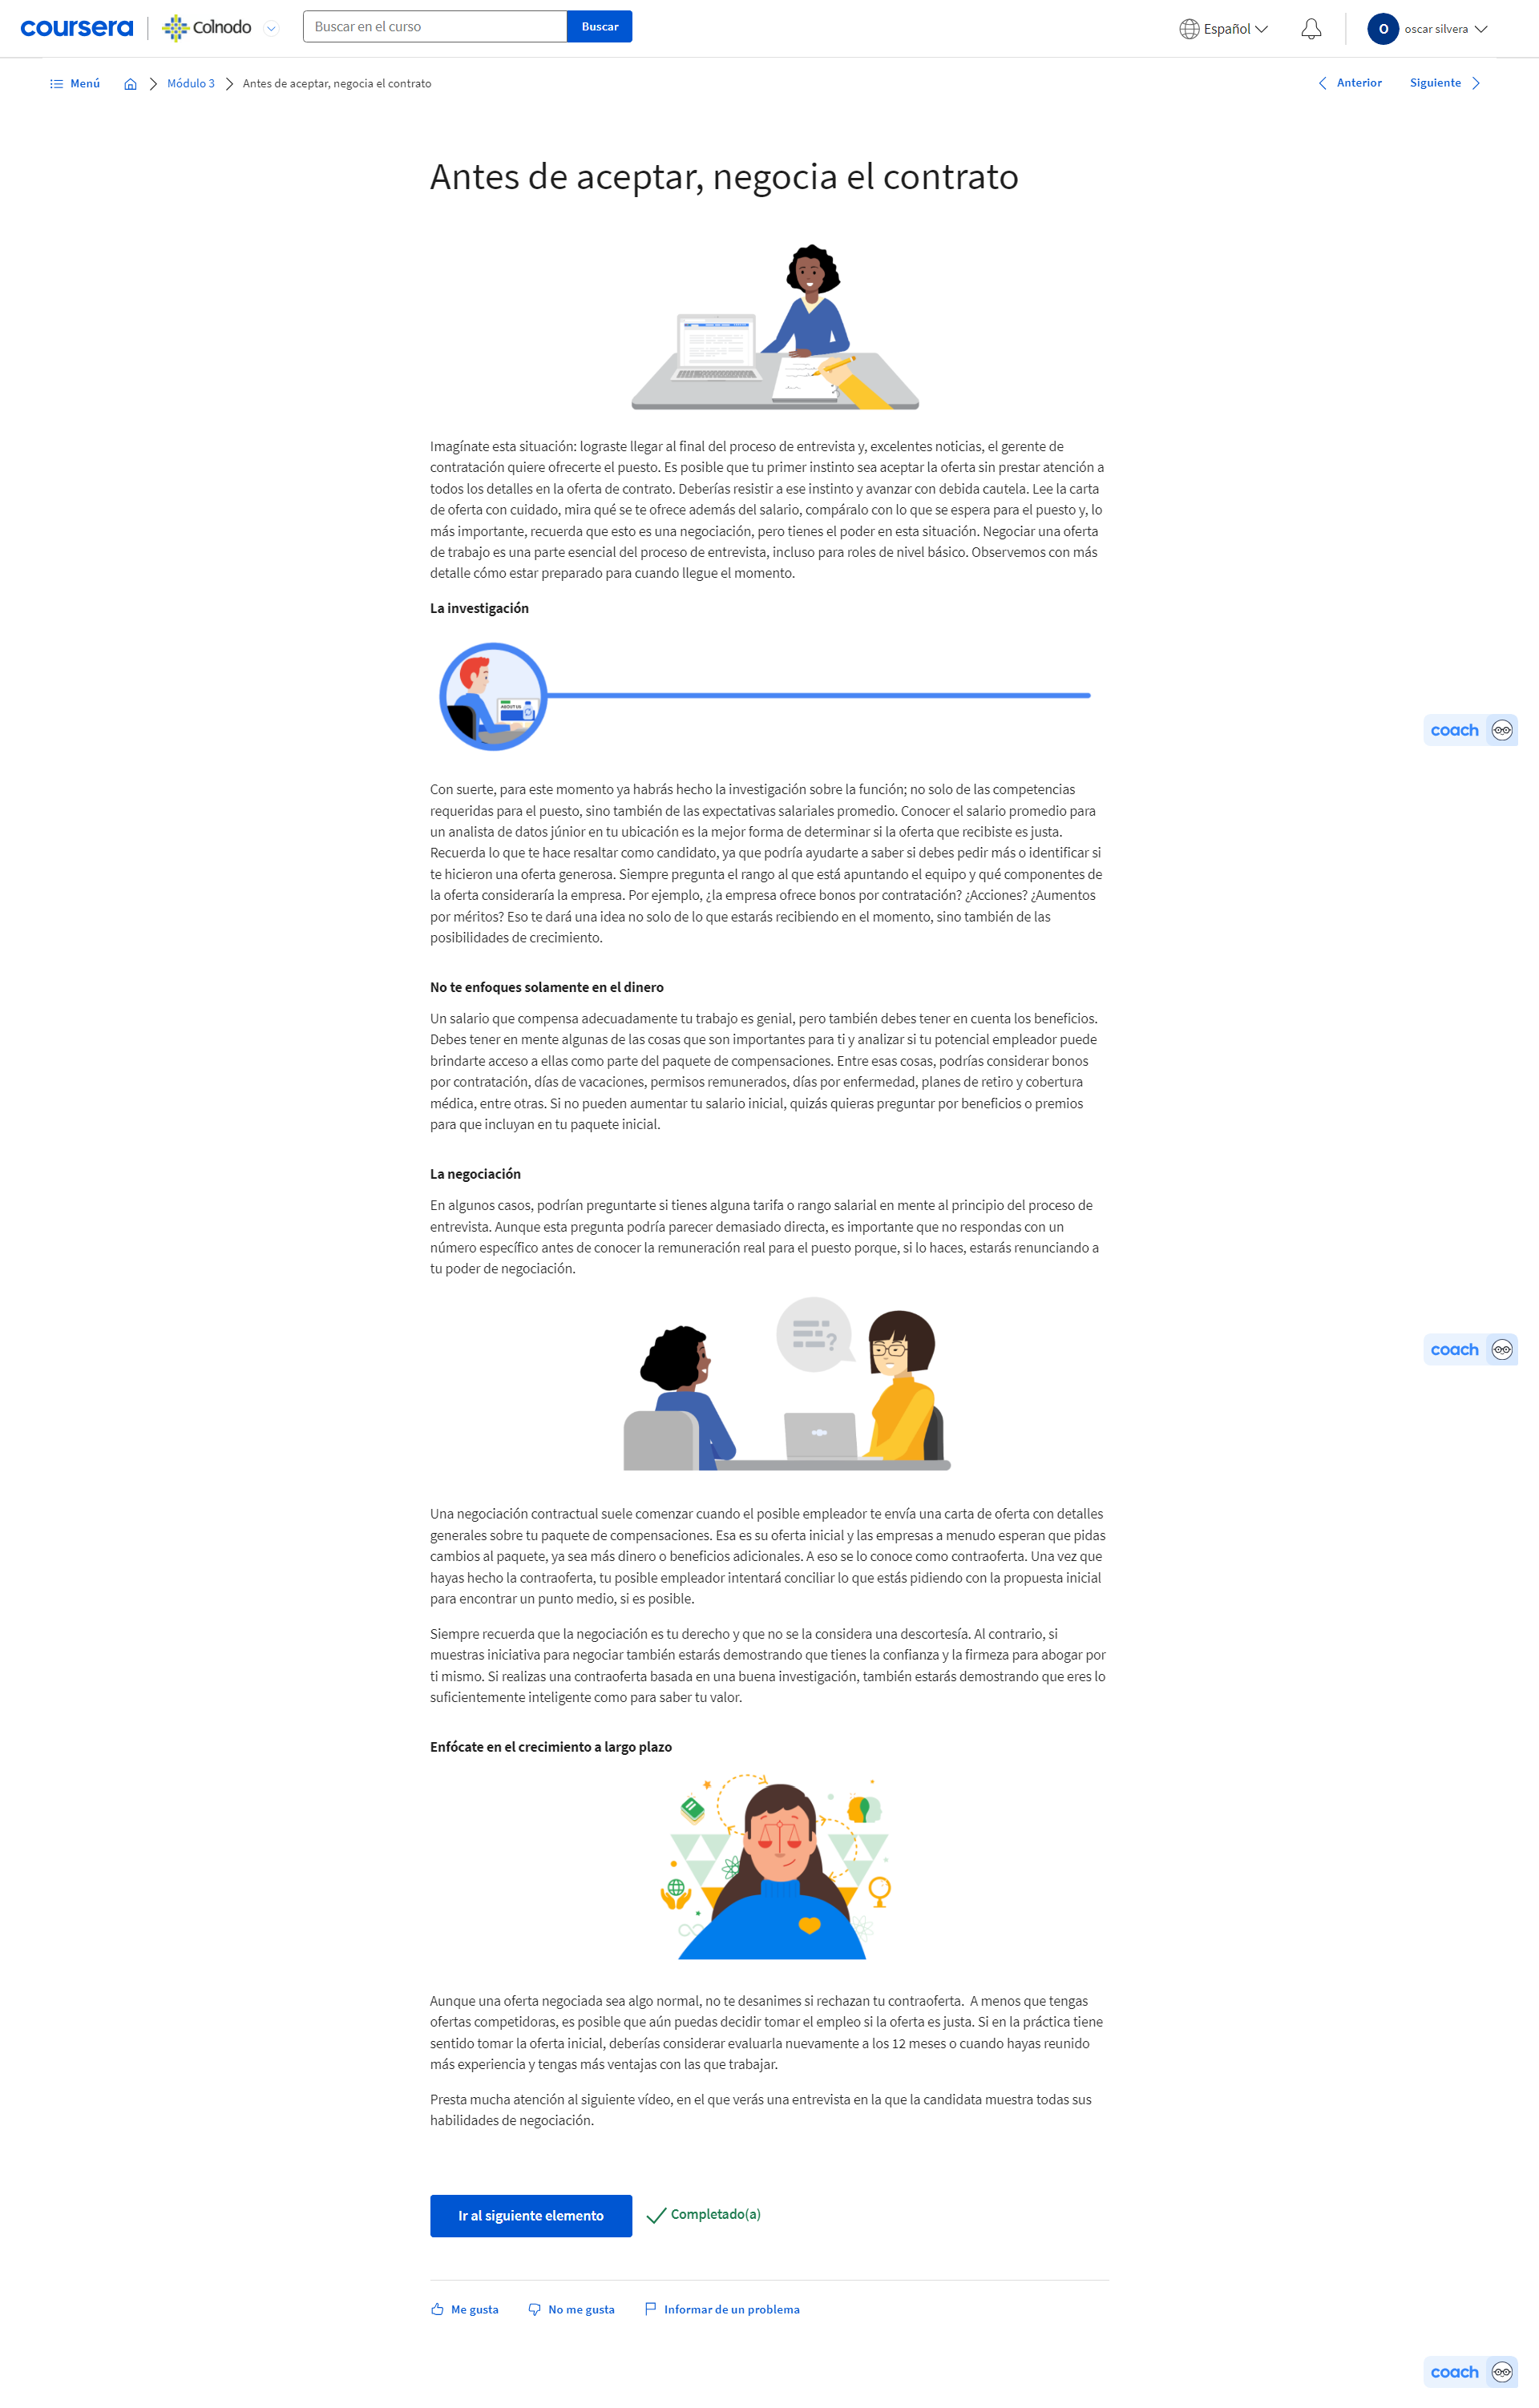 coursera
Colnodo
Buscar en el curso
Buscar
Español
O
oscar silvera
Menú
Módulo 3
Antes de aceptar, negocia el contrato
Anterior
Siguiente
Antes de aceptar, negocia el contrato
Imagínate esta situación: lograste llegar al final del proceso de entrevista y, excelentes noticias, el gerente de
contratación quiere ofrecerte el puesto. Es posible que tu primer instinto sea aceptar la oferta sin prestar atención a
todos los detalles en la oferta de contrato. Deberías resistir a ese instinto y avanzar con debida cautela. Lee la carta
de oferta con cuidado, mira qué se te ofrece además del salario, compáralo con lo que se espera para el puesto y, lo
más importante, recuerda que esto es una negociación, pero tienes el poder en esta situación. Negociar una oferta
de trabajo es una parte esencial del proceso de entrevista, incluso para roles de nivel básico. Observemos con más
detalle cómo estar preparado para cuando llegue el momento.
La investigación
ABOUT US
coach
Con suerte, para este momento ya habrás hecho la investigación sobre la función; no solo de las competencias
requeridas para el puesto, sino también de las expectativas salariales promedio. Conocer el salario promedio para
un analista de datos júnior en tu ubicación es la mejor forma de determinar si la oferta que recibiste es justa.
Recuerda lo que te hace resaltar como candidato, ya que podría ayudarte a saber si debes pedir más o identificar si
te hicieron una oferta generosa. Siempre pregunta el rango al que está apuntando el equipo y qué componentes de
la oferta consideraría la empresa. Por ejemplo, ¿la empresa ofrece bonos por contratación? ¿Acciones? ¿Aumentos
por méritos? Eso te dará una idea no solo de lo que estarás recibiendo en el momento, sino también de las
posibilidades de crecimiento.
No te enfoques solamente en el dinero
Un salario que compensa adecuadamente tu trabajo es genial, pero también debes tener en cuenta los beneficios.
Debes tener en mente algunas de las cosas que son importantes para ti y analizar si tu potencial empleador puede
brindarte acceso a ellas como parte del paquete de compensaciones. Entre esas cosas, podrías considerar bonos
por contratación, días de vacaciones, permisos remunerados, días por enfermedad, planes de retiro y cobertura
médica, entre otras. Si no pueden aumentar tu salario inicial, quizás quieras preguntar por beneficios o premios
para que incluyan en tu paquete inicial.
La negociación
En algunos casos, podrían preguntarte si tienes alguna tarifa o rango salarial en mente al principio del proceso de
entrevista. Aunque esta pregunta podría parecer demasiado directa, es importante que no respondas con un
número específico antes de conocer la remuneración real para el puesto porque, si lo haces, estarás renunciando a
tu poder de negociación.
?
coach
Una negociación contractual suele comenzar cuando el posible empleador te envía una carta de oferta con detalles
generales sobre tu paquete de compensaciones. Esa es su oferta inicial y las empresas a menudo esperan que pidas
cambios al paquete, ya sea más dinero o beneficios adicionales. A eso se lo conoce como contraoferta. Una vez que
hayas hecho la contraoferta, tu posible empleador intentará conciliar lo que estás pidiendo con la propuesta inicial
para encontrar un punto medio, si es posible.
Siempre recuerda que la negociación es tu derecho y que no se la considera una descortesía. Al contrario, si
muestras iniciativa para negociar también estarás demostrando que tienes la confianza y la firmeza para abogar por
ti mismo. Si realizas una contraoferta basada en una buena investigación, también estarás demostrando que eres lo
suficientemente inteligente como para saber tu valor.
Enfócate en el crecimiento a largo plazo
Aunque una oferta negociada sea algo normal, no te desanimes si rechazan tu contraoferta.  A menos que tengas
ofertas competidoras, es posible que aún puedas decidir tomar el empleo si la oferta es justa. Si en la práctica tiene
sentido tomar la oferta inicial, deberías considerar evaluarla nuevamente a los 12 meses o cuando hayas reunido
más experiencia y tengas más ventajas con las que trabajar.
Presta mucha atención al siguiente vídeo, en el que verás una entrevista en la que la candidata muestra todas sus
habilidades de negociación.
Ir al siguiente elemento
Completado(a)
Me gusta
No me gusta
Informar de un problema
coach